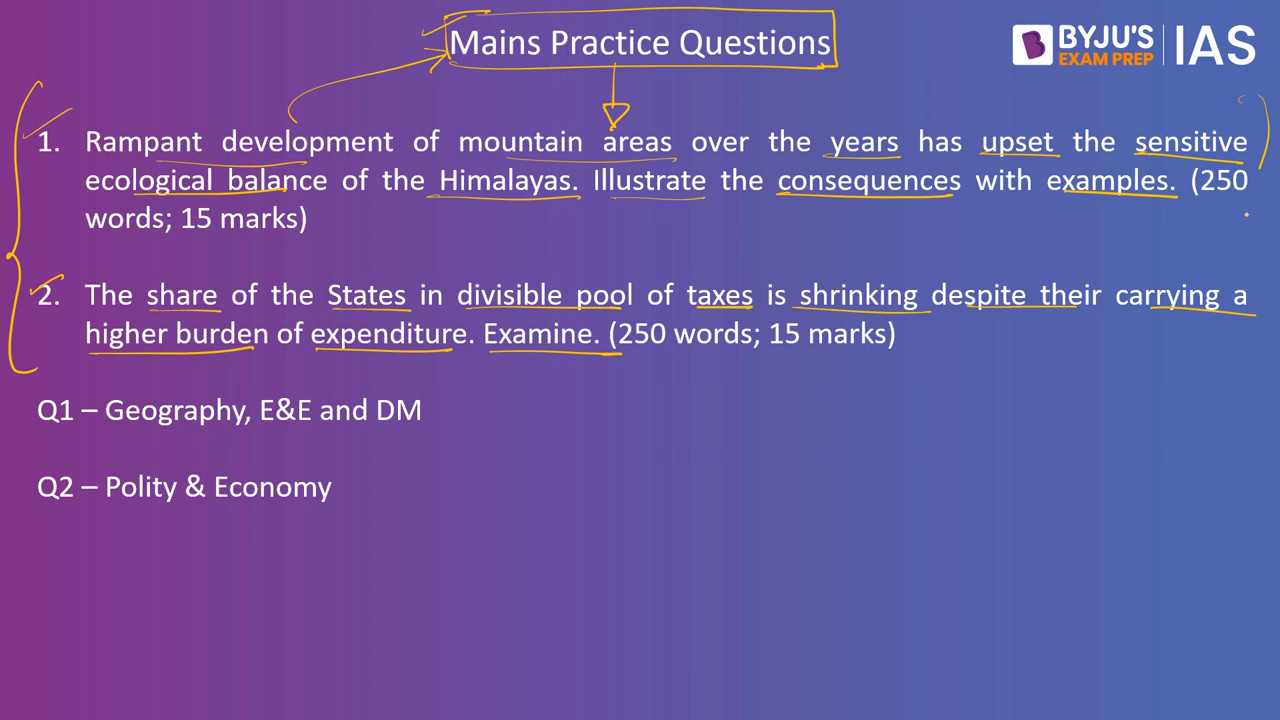 Mains Practice Questions
BYJU'S
EXAM PREP
IAS
1. Rampant development of mountain areas over the years has upset the sensitive
ecological balance of the Himalayas. Illustrate the consequences with examples. (250
words; 15 marks)
2. The share of the States in divisible pool of taxes is shrinking despite their carrying a
higher burden of expenditure. Examine. (250 words; 15 marks)
Q1 – Geography, E&E and DM
Q2 – Polity & Economy